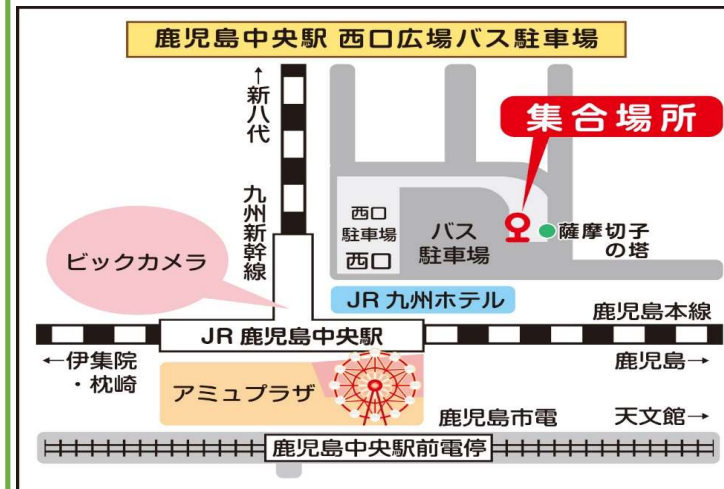 鹿児島中央駅 西口広場バス駐車場
↑新八代
九州新幹線
集合場所
西口
駐車場
西口
バス
駐車場
薩摩切子
の塔
ビックカメラ
JR 九州ホテル
鹿児島本線
JR 鹿児島中央駅
←伊集院
・枕崎
鹿児島→
アミュプラザ
鹿児島市電
天文館→
鹿児島中央駅前電停